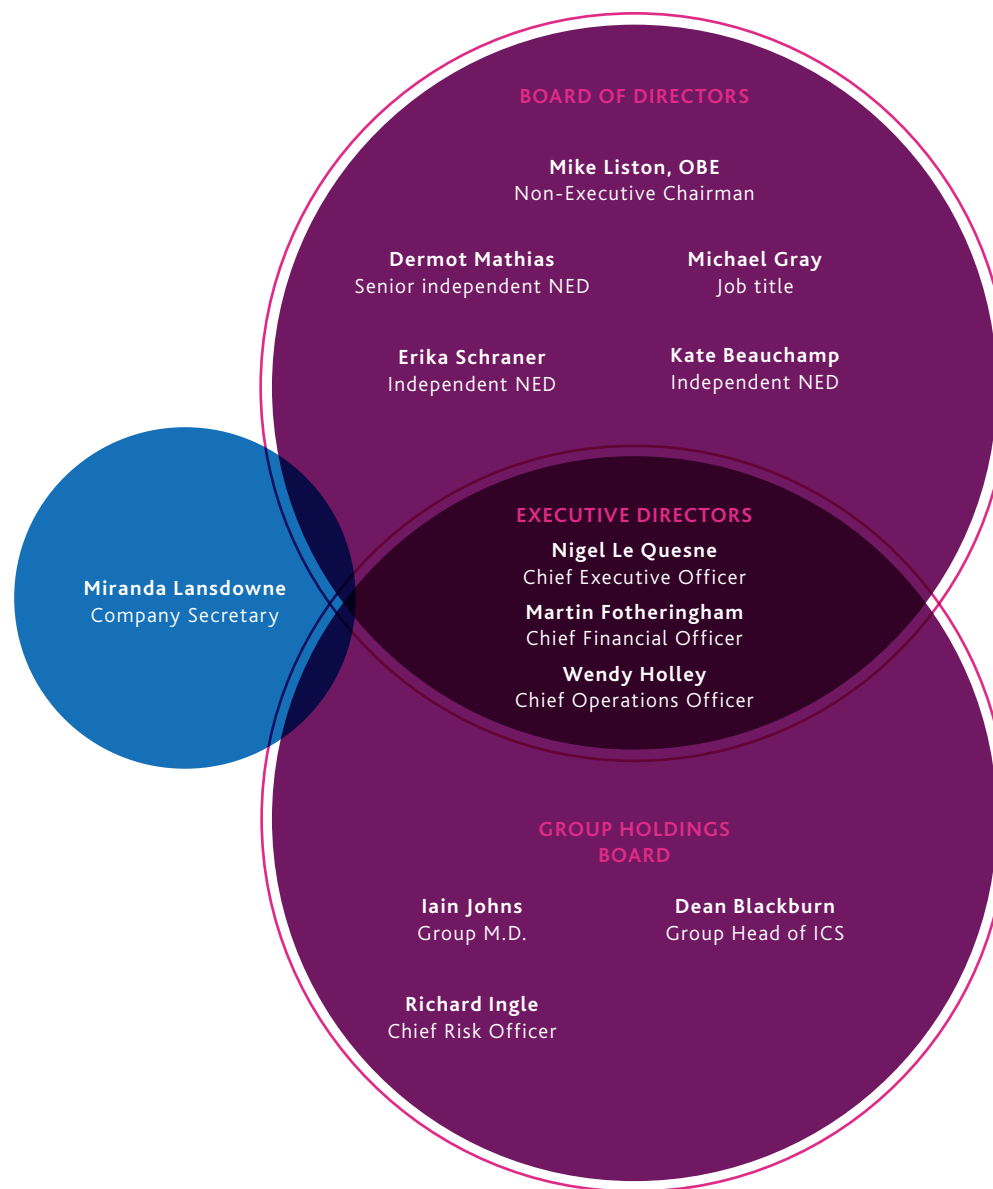 BOARD OF DIRECTORS
Mike Liston, OBE
Non-Executive Chairman
Dermot Mathias
Senior independent NED
Michael Gray
Job title
Erika Schraner
Independent NED
Kate Beauchamp
Independent NED
Miranda Lansdowne
Company Secretary
EXECUTIVE DIRECTORS
Nigel Le Quesne
Chief Executive Officer
Martin Fotheringham
Chief Financial Officer
Wendy Holley
Chief Operations Officer
GROUP HOLDINGS
BOARD
Iain Johns
Group M.D.
Dean Blackburn
Group Head of ICS
Richard Ingle
Chief Risk Officer